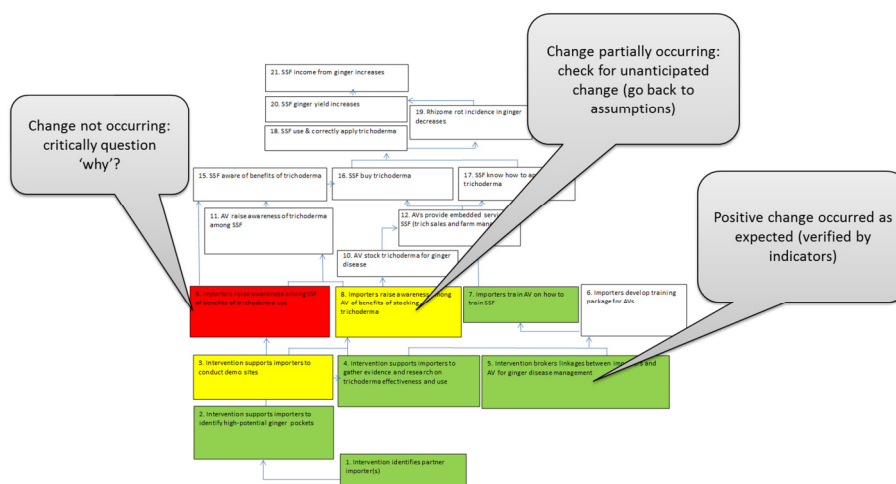 Change not occurring:
critically question
'why'?
Change partially occurring:
check for unanticipated
change (go back to
assumptions)
Positive change occurred as
expected (verified by
indicators)
21. SSF income from ginger increases
20. SSF ginger yield increases
19. Rhizome rot incidence in ginger
decreases
18. SSF use & correctly apply trichoderma
15. SSF aware of benefits of trichoderma
16. SSF buy trichoderma
17. SSF know how to
trichoderma
11. AV raise awareness of trichoderma
among SSF
12. AVs provide embedded
SSF (trich sales and farm
10. AV stock trichoderma for ginger
disease
Importers raise awareness among SSF
of benefits of trichoderma use
8. Importers raise awareness among
AV of benefits of stocking
trichoderma
7. Importers train AV on how to
train SSF
6. Importers develop training
package for AVs
3. Intervention supports importers to
conduct demo sites
4. Intervention supports importers to
gather evidence and research on
trichoderma effectiveness and use
5. Intervention brokers linkages between and AV
for ginger disease management
2. Intervention supports importers to
identify high-potential ginger pockets
1. Intervention identifies partner
importer(s)